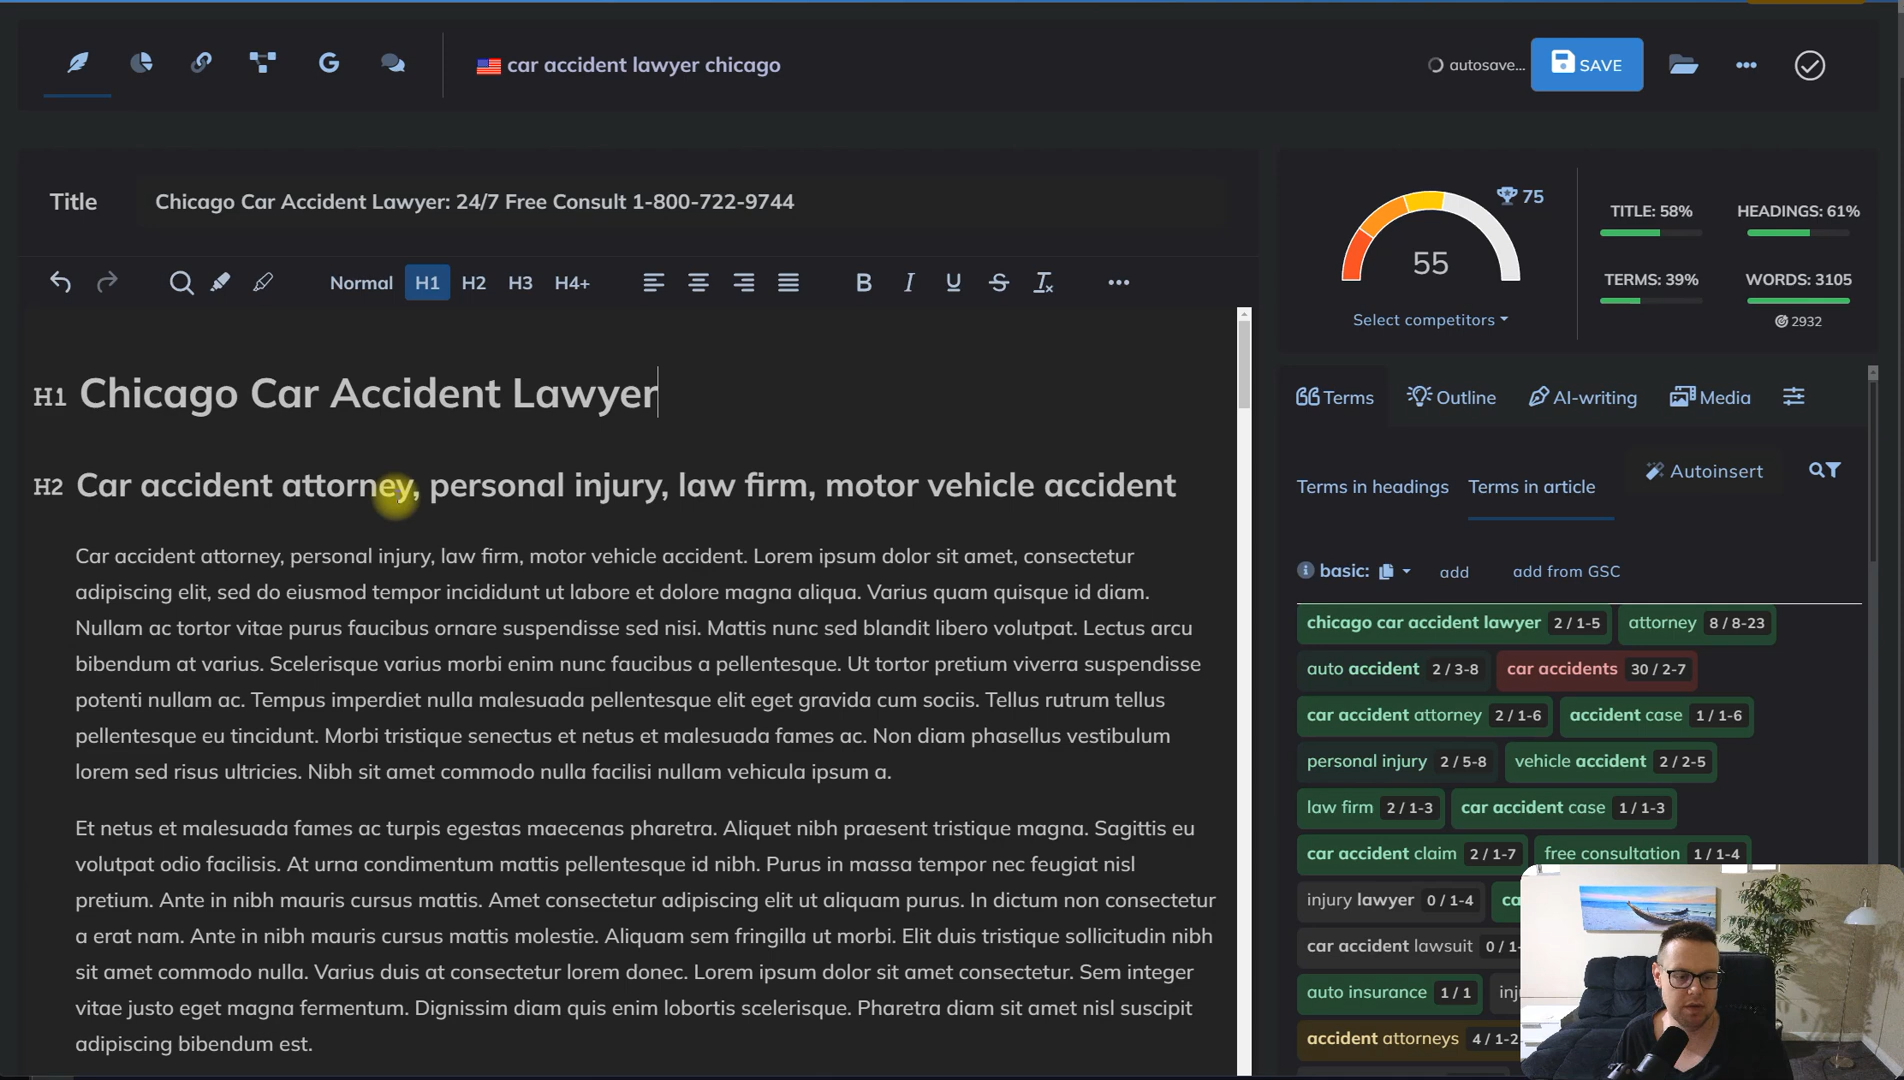 car accident lawyer chicago
autosave...
SAVE
Title
Chicago Car Accident Lawyer: 24/7 Free Consult 1-800-722-9744
75
55
Select competitors
TITLE: 58%
HEADINGS: 61%
TERMS: 39%
WORDS: 3105
2932
Normal
H1
H2
H3
H4+
B
I
U
S
H1 Chicago Car Accident Lawyer
H2 Car accident attorney, personal injury, law firm, motor vehicle accident
Car accident attorney, personal injury, law firm, motor vehicle accident. Lorem ipsum dolor sit amet, consectetur
adipiscing elit, sed do eiusmod tempor incididunt ut labore et dolore magna aliqua. Varius quam quisque id diam.
Nullam ac tortor vitae purus faucibus ornare suspendisse sed nisi. Mattis nunc sed blandit libero volutpat. Lectus arcu
bibendum at varius. Scelerisque varius morbi enim nunc faucibus a pellentesque. Ut tortor pretium viverra suspendisse
potenti nullam ac. Tempus imperdiet nulla malesuada pellentesque elit eget gravida cum sociis. Tellus rutrum tellus
pellentesque eu tincidunt. Morbi tristique senectus et netus et malesuada fames ac. Non diam phasellus vestibulum
lorem sed risus ultricies. Nibh sit amet commodo nulla facilisi nullam vehicula ipsum a.
Et netus et malesuada fames ac turpis egestas maecenas pharetra. Aliquet nibh praesent tristique magna. Sagittis eu
volutpat odio facilisis. At urna condimentum mattis pellentesque id nibh. Purus in massa tempor nec feugiat nisl
pretium. Ante in nibh mauris cursus mattis. Amet consectetur adipiscing elit ut aliquam purus. In dictum non consectetur
a erat nam. Ante in nibh mauris cursus mattis molestie. Aliquam sem fringilla ut morbi. Elit duis tristique sollicitudin nibh
sit amet commodo nulla. Varius duis at consectetur lorem donec. Lorem ipsum dolor sit amet consectetur. Sem integer
vitae justo eget magna fermentum. Dignissim diam quis enim lobortis scelerisque. Pharetra diam sit amet nisl suscipit
adipiscing bibendum est.
Terms
Outline
AI-writing
Media
Terms in headings
Terms in article
Autoinsert
basic:
add
add from GSC
chicago car accident lawyer 2 / 1-5
attorney 8 / 8-23
auto accident 2 / 3-8
car accidents 30 / 2-7
car accident attorney 2 / 1-6
accident case 1 / 1-6
personal injury 2 / 5-8
vehicle accident 2 / 2-5
law firm 2 / 1-3
car accident case 1 / 1-3
car accident claim 2 / 1-7
free consultation 1 / 1-4
injury lawyer 0 / 1-4
ca
car accident lawsuit 0 / 1-
auto insurance 1 / 1
inj
accident attorneys 4 / 1-2